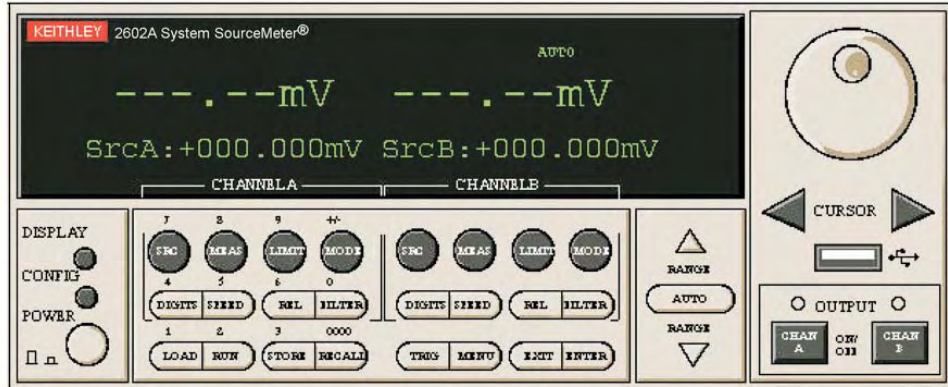 KEITHLEY 2602A System SourceMeter®
AUTO
---.--mV ---.--mV
SrcA:+000.000mV SrcB:+000.000mV
CHANNEL A CHANNEL B
DISPLAY
CONFIG
POWER
7 8 9 +/-
SRC MEAS LIMIT MODE
SRC MEAS LIMIT MODE
4 5 6 0
DIGITS SPEED REL FILTER
DIGITS SPEED REL FILTER
1 2 3 0000
LOAD RUN STORE RECALL
TRIG MENU EXIT ENTER
RANGE
AUTO
RANGE
CURSOR
OUTPUT
CHAN A
ON/OFF
CHAN B